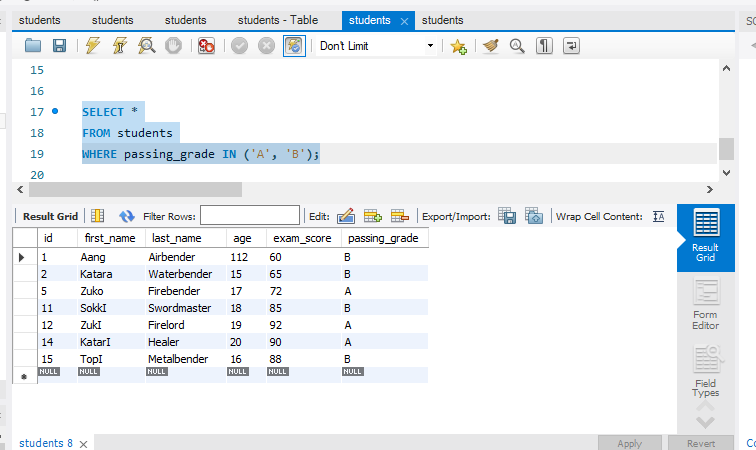 students students students students - Table students students
Don't Limit
15
16
17 SELECT *
18 FROM students
19 WHERE passing_grade IN ('A', 'B');
20
Result Grid Filter Rows: Edit: Export/Import: Wrap Cell Content:
id first_name last_name age exam_score passing_grade
1 Aang Airbender 112 60 B
2 Katara Waterbender 15 65 B
5 Zuko Firebender 17 72 A
11 SokkI Swordmaster 18 85 B
12 ZukI Firelord 19 92 A
14 KatarI Healer 20 90 A
15 TopI Metalbender 16 88 B
NULL NULL NULL NULL NULL NULL
Result
Grid
Form
Editor
Field
Types
students 8 Apply Revert